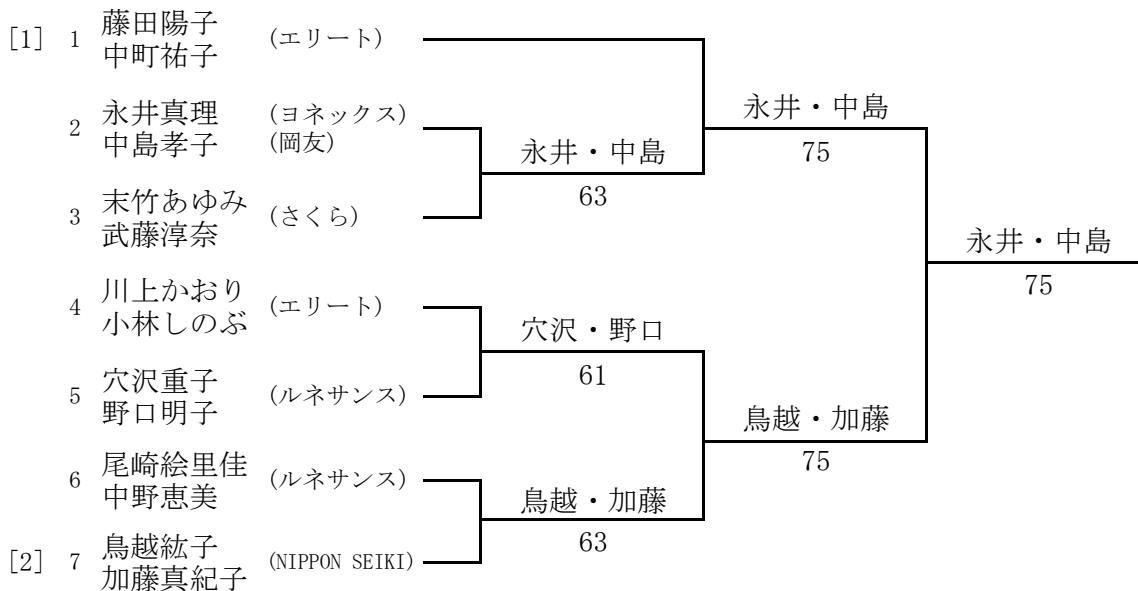 [1] 1 藤田陽子 (エリート)
中町祐子
2 永井真理 (ヨネックス)
中島孝子 (岡友)
3 末竹あゆみ (さくら)
武藤淳奈
4 川上かおり (エリート)
小林しのぶ
5 穴沢重子 (ルネサンス)
野口明子
6 尾崎絵里佳 (ルネサンス)
中野恵美
[2] 7 鳥越紘子 (NIPPON SEIKI)
加藤真紀子
永井・中島
63
穴沢・野口
61
鳥越・加藤
63
永井・中島
75
鳥越・加藤
75
永井・中島
75